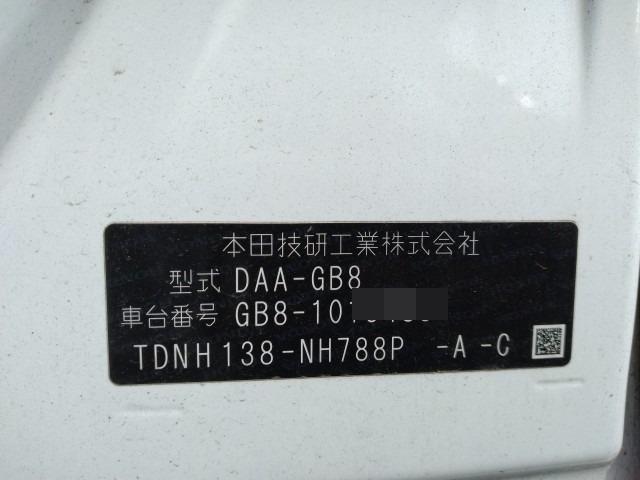 本田技研工業株式会社
型式 DAA-GB8
車台番号 GB8-101
TDNH138-NH788P -A -C